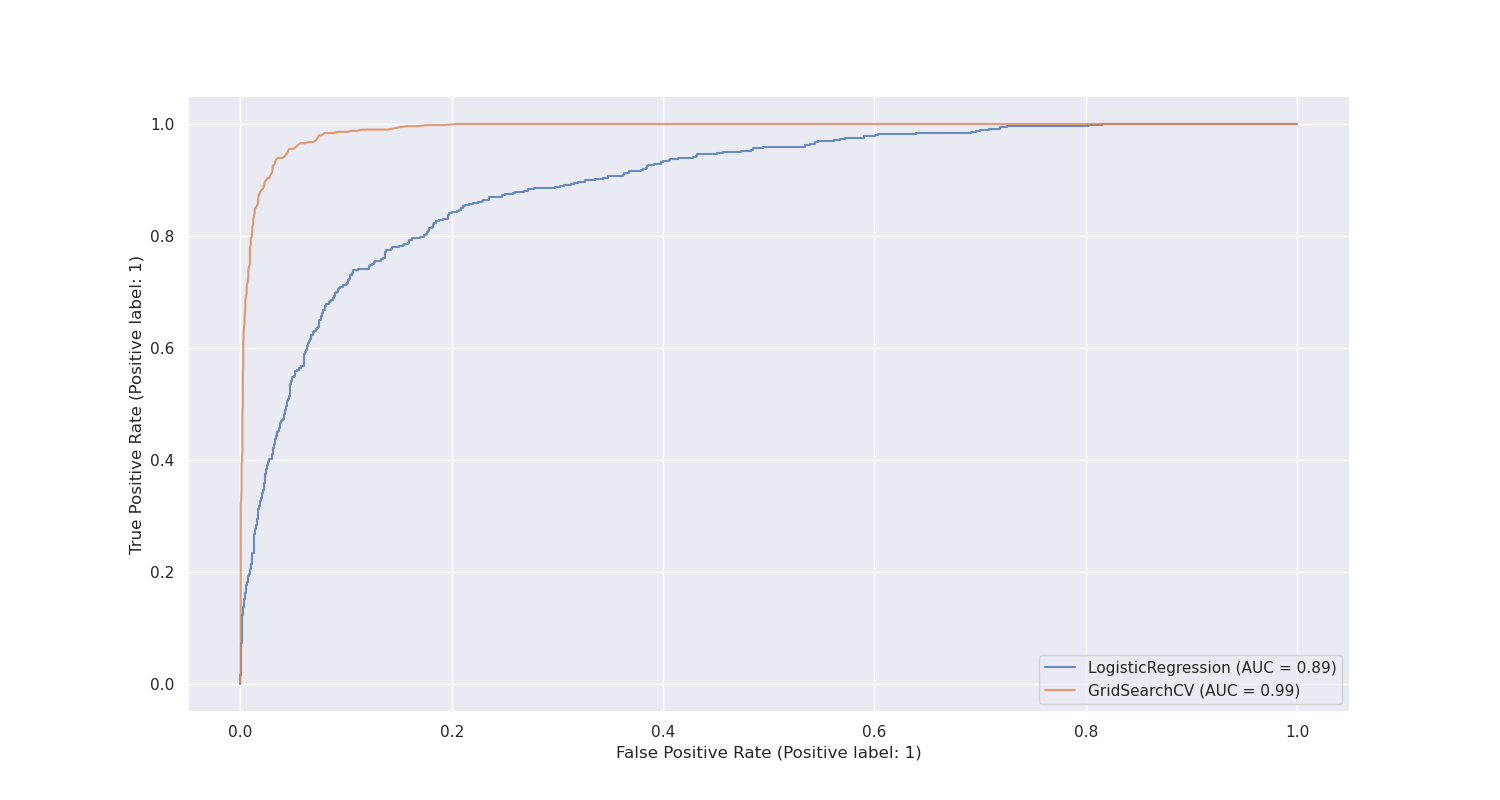 1.0
0.8
0.6
0.4
0.2
0.0
True Positive Rate (Positive label: 1)
LogisticRegression (AUC = 0.89)
GridSearchCV (AUC = 0.99)
0.0 0.2 0.4 0.6 0.8 1.0
False Positive Rate (Positive label: 1)